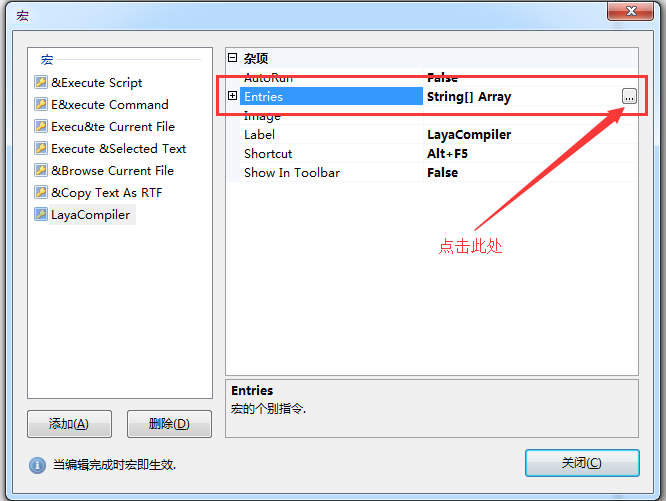 宏
宏
&Execute Script
E&xecute Command
Execu&te Current File
Execute &Selected Text
&Browse Current File
&Copy Text As RTF
LayaCompiler
杂项
AutoRun False
Entries String[] Array ...
Image
Label LayaCompiler
Shortcut Alt+F5
Show In Toolbar False
点击此处
Entries
宏的个别指令.
添加(A) 删除(D)
当编辑完成时宏即生效.
关闭(C)